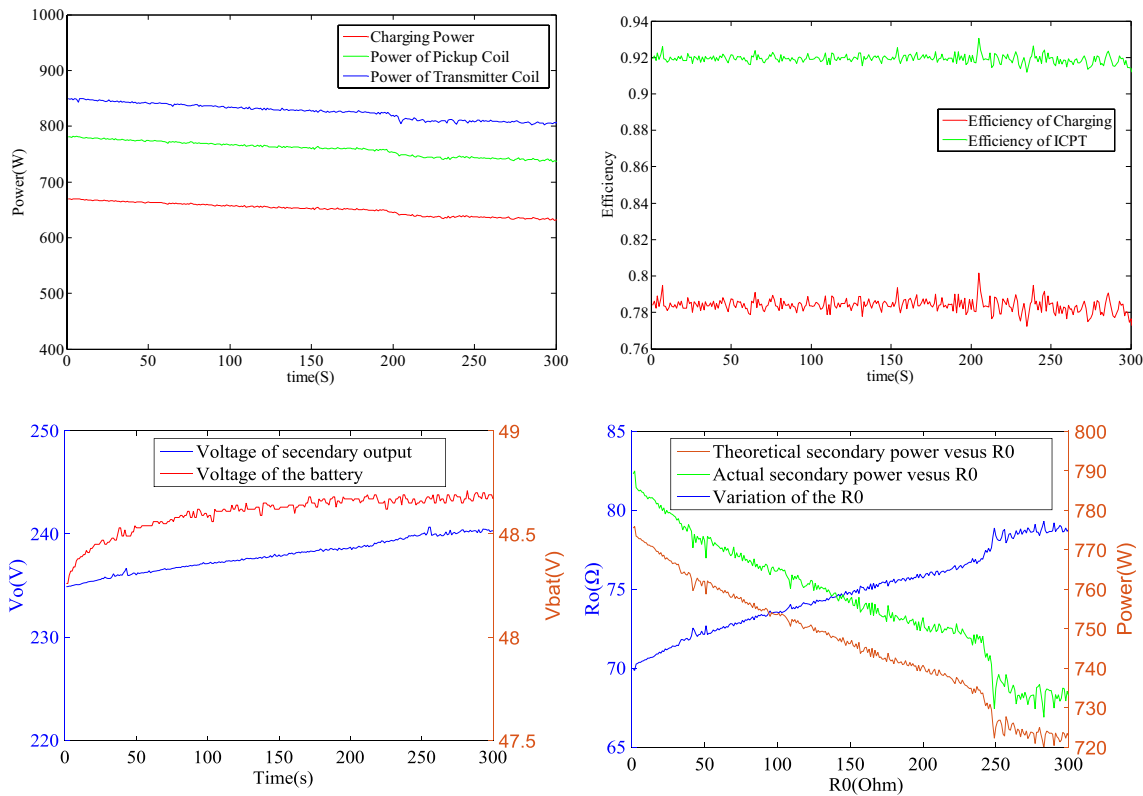 1000
900
800
700
600
500
400
Power(W)
0 50 100 150 200 250 300
time(S)
Charging Power
Power of Pickup Coil
Power of Transmitter Coil
0.94
0.92
0.9
0.88
0.86
0.84
0.82
0.8
0.78
0.76
Efficiency
0 50 100 150 200 250 300
time(S)
Efficiency of Charging
Efficiency of ICPT
250
240
230
220
Vo(V)
49
48.5
48
47.5
Vbat(V)
0 50 100 150 200 250 300
Time(s)
Voltage of secendary output
Voltage of the battery
85
80
75
70
65
Ro(Ω)
800
790
780
770
760
750
740
730
720
Power(W)
0 50 100 150 200 250 300
R0(Ohm)
Theoretical secondary power vesus R0
Actual secondary power vesus R0
Variation of the R0